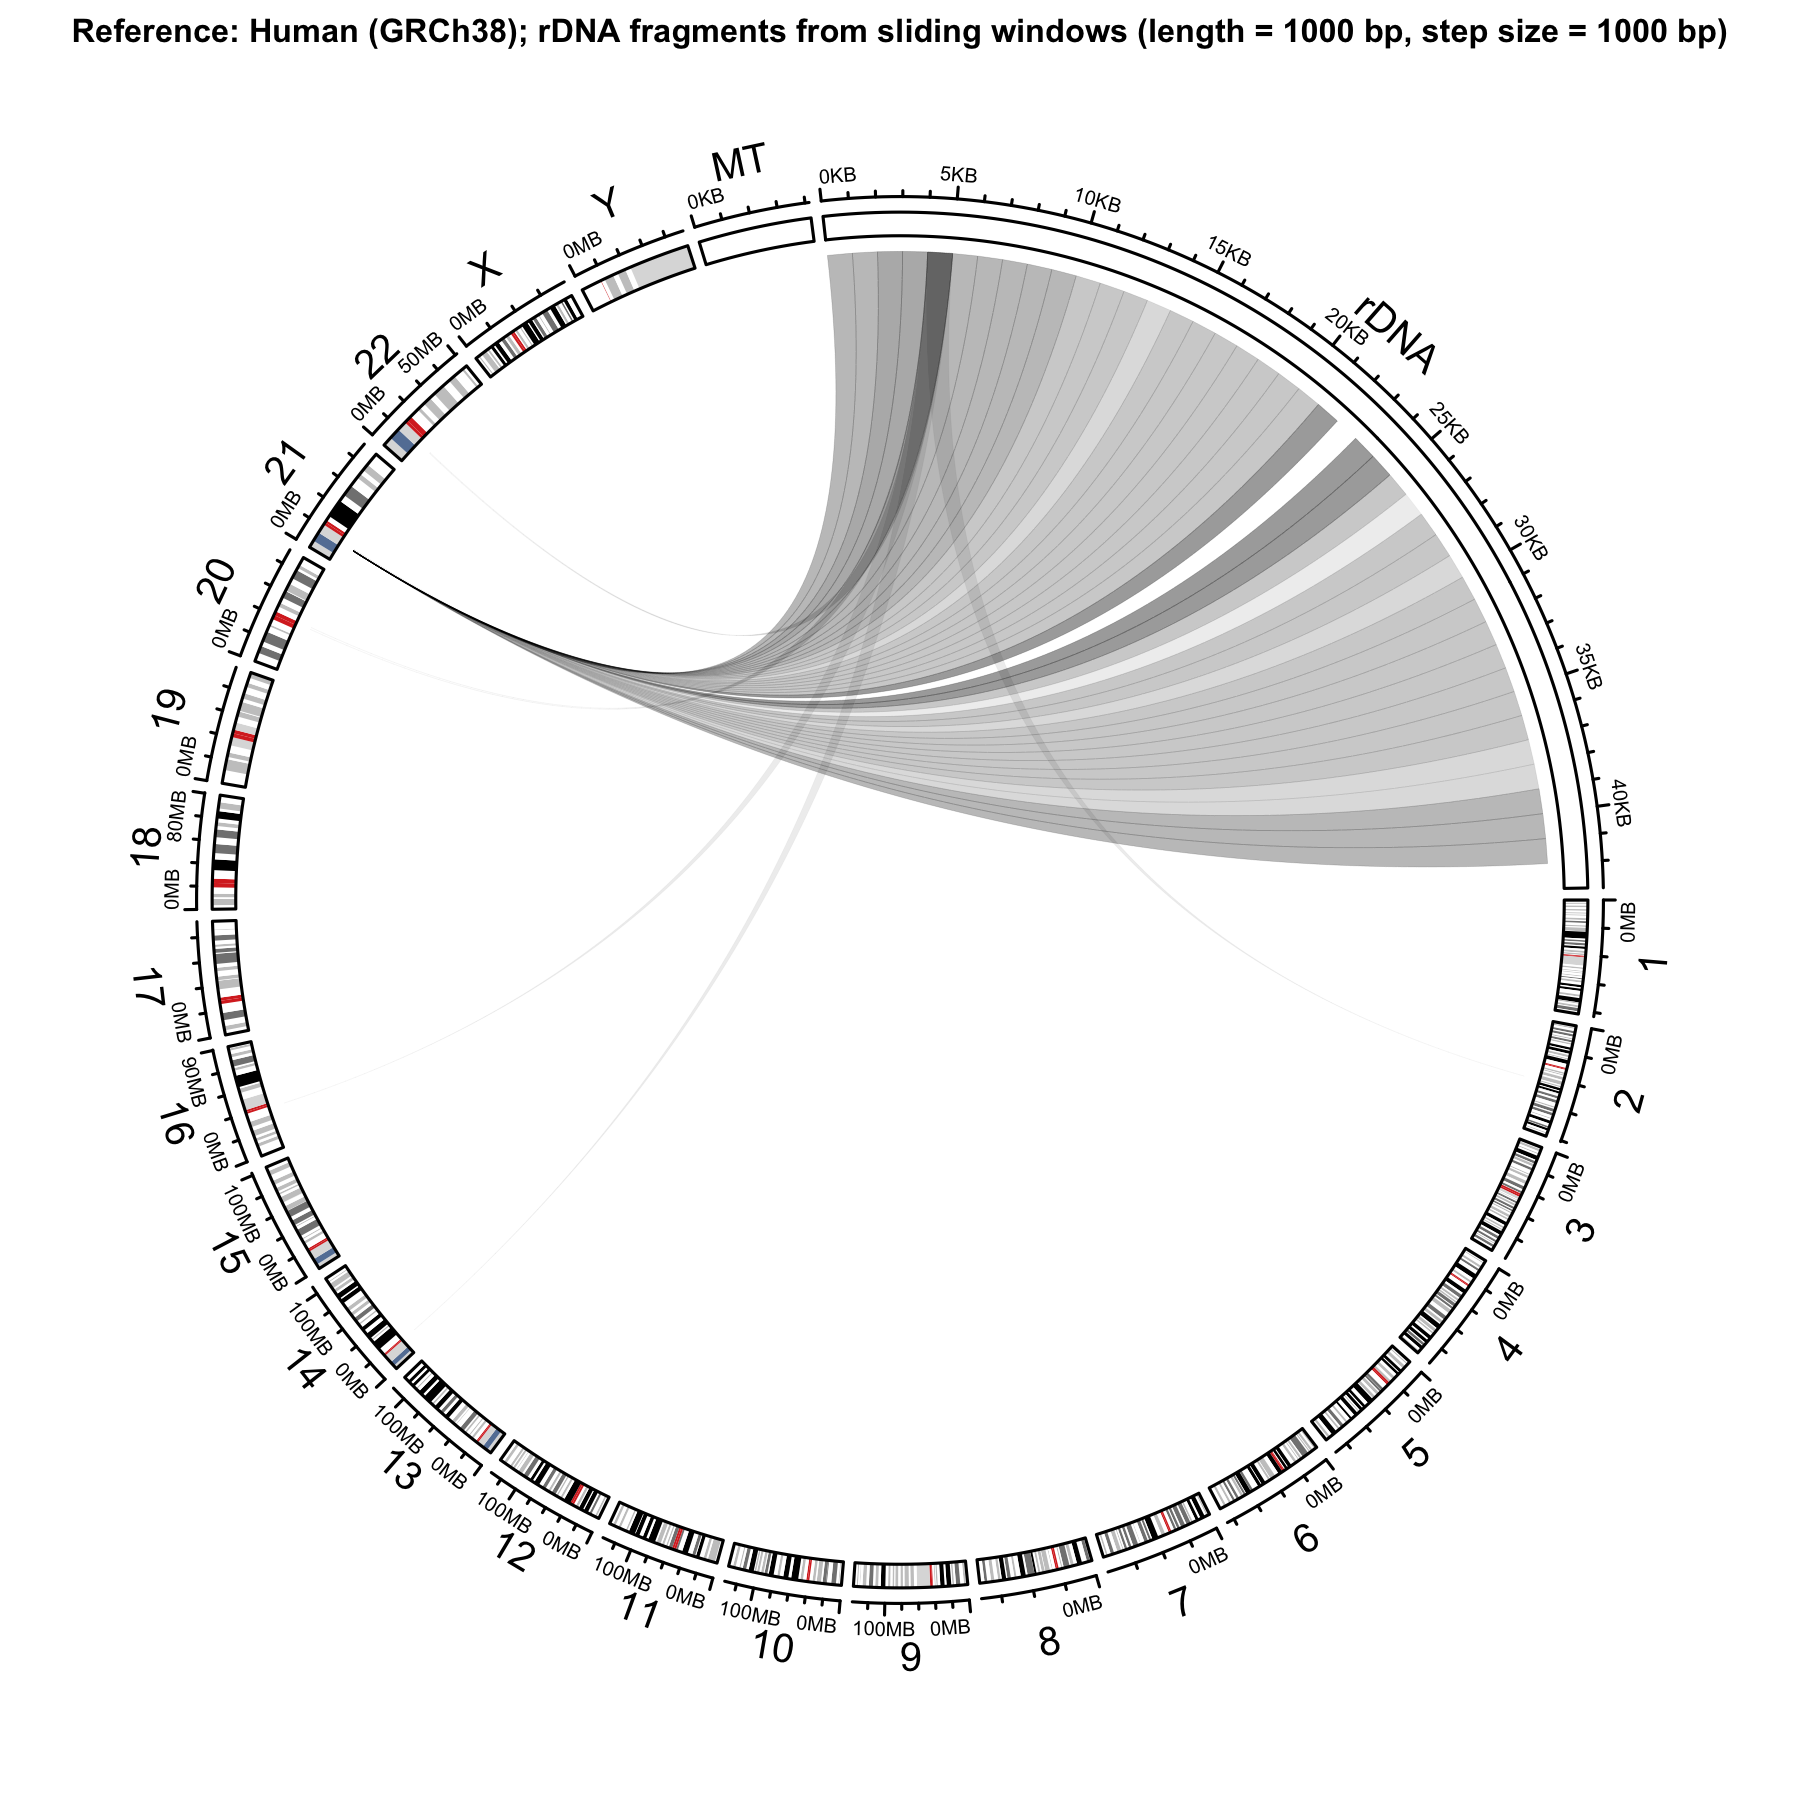 Reference: Human (GRCh38); rDNA fragments from sliding windows (length = 1000 bp, step size = 1000 bp)
rDNA
0KB
5KB
10KB
15KB
20KB
25KB
30KB
35KB
40KB
1
0MB
2
0MB
3
0MB
4
0MB
5
0MB
6
0MB
7
0MB
8
0MB
9
0MB
100MB
10
0MB
100MB
11
0MB
100MB
12
0MB
100MB
13
0MB
100MB
14
0MB
100MB
15
0MB
100MB
16
0MB
90MB
17
0MB
18
0MB
80MB
19
0MB
20
0MB
21
0MB
22
0MB
50MB
X
0MB
Y
0MB
MT
0KB